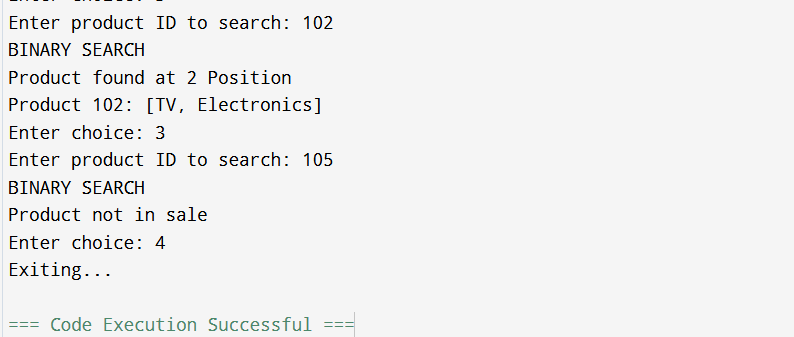 Enter product ID to search: 102
BINARY SEARCH
Product found at 2 Position
Product 102: [TV, Electronics]
Enter choice: 3
Enter product ID to search: 105
BINARY SEARCH
Product not in sale
Enter choice: 4
Exiting...
=== Code Execution Successful ===